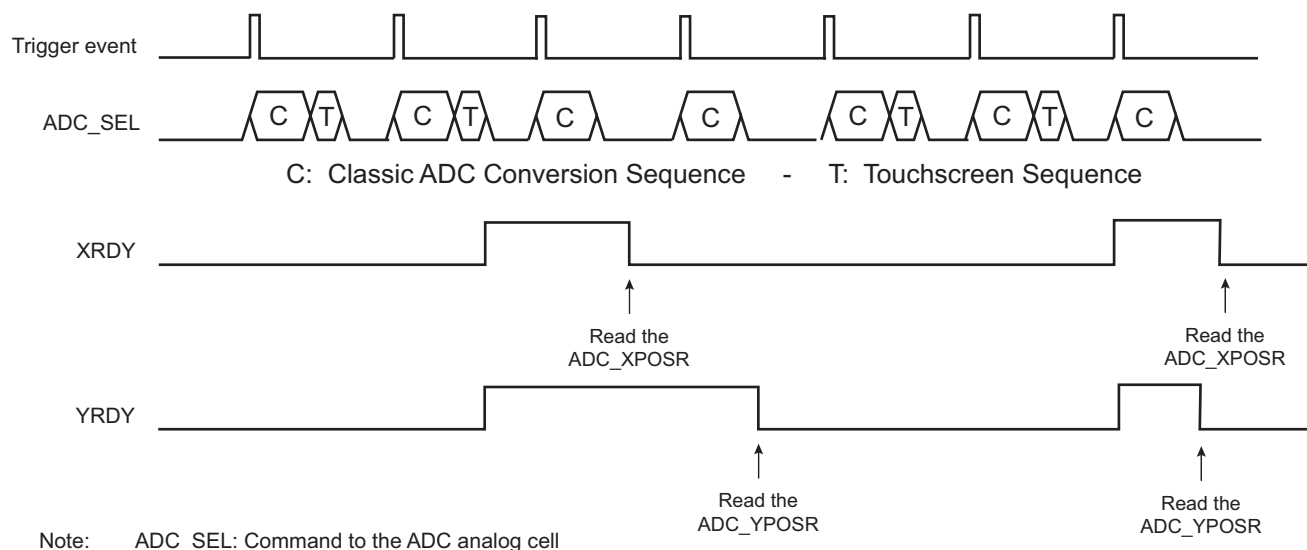 Trigger event
ADC_SEL
C T C T C C C T C T C
C: Classic ADC Conversion Sequence - T: Touchscreen Sequence
XRDY
Read the
ADC_XPOSR
Read the
ADC_XPOSR
YRDY
Read the
ADC_YPOSR
Read the
ADC_YPOSR
Note: ADC_SEL: Command to the ADC analog cell